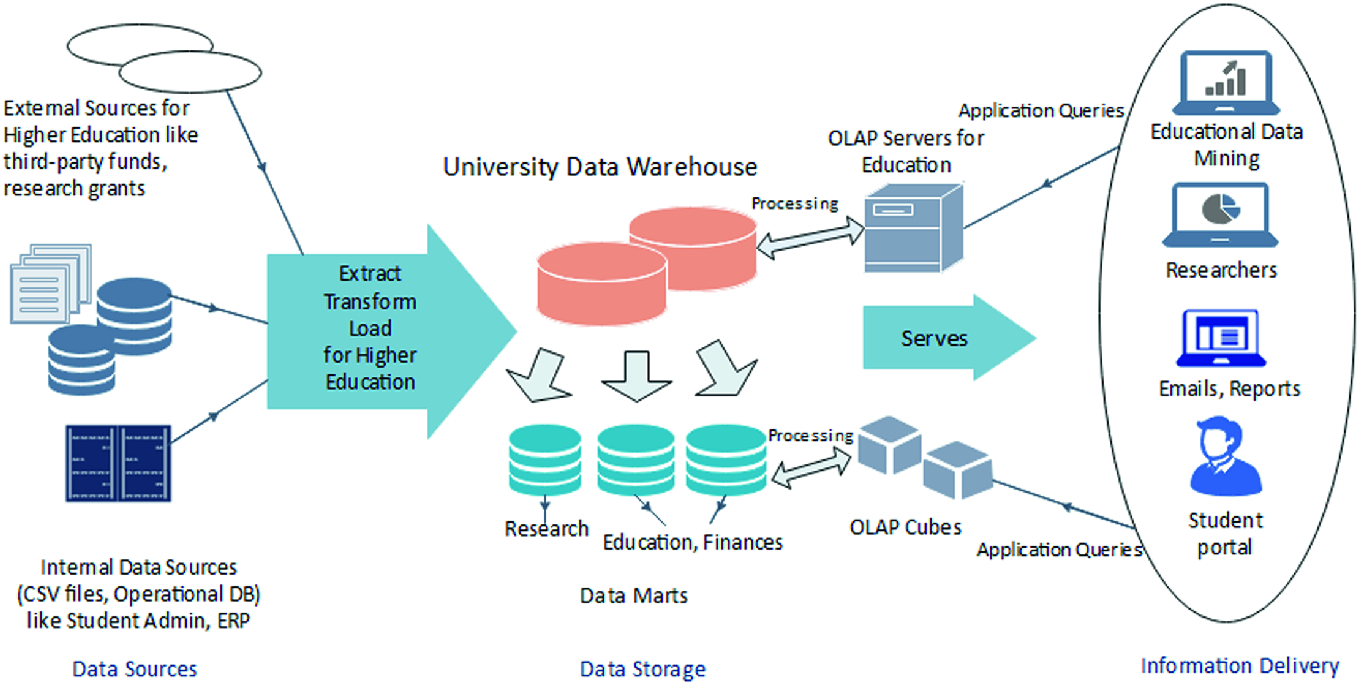 External Sources for
Higher Education like
third-party funds,
research grants
Internal Data Sources
(CSV files, Operational DB)
like Student Admin, ERP
Data Sources
Extract
Transform
Load
for Higher
Education
University Data Warehouse
Processing
OLAP Servers for
Education
Application Queries
Serves
Processing
Research
Education, Finances
Data Marts
Data Storage
OLAP Cubes
Application Queries
Educational Data
Mining
Researchers
Emails, Reports
Student
portal
Information Delivery